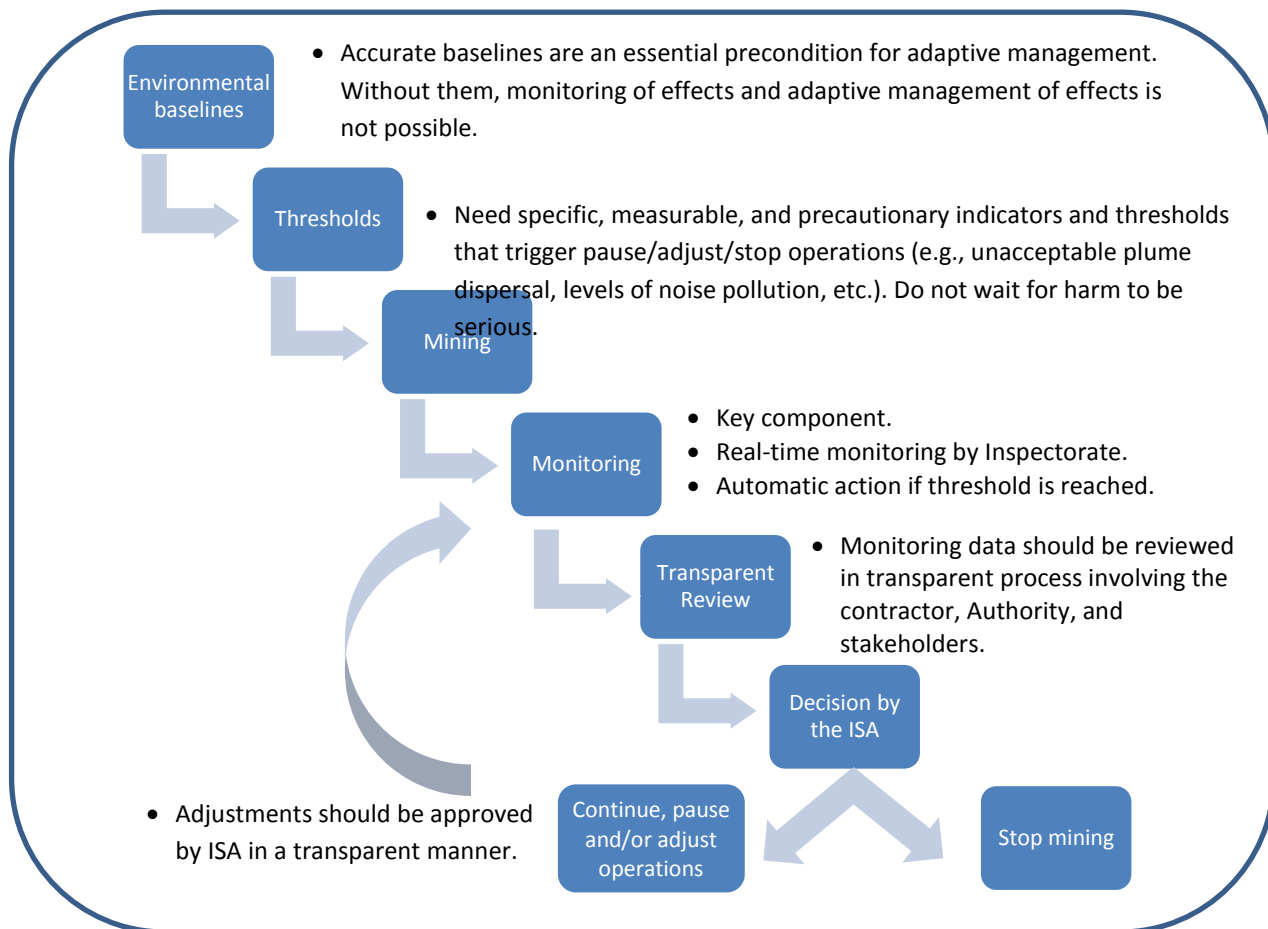 Environmental
baselines
• Accurate baselines are an essential precondition for adaptive management.
Without them, monitoring of effects and adaptive management of effects is
not possible.
Thresholds
• Need specific, measurable, and precautionary indicators and thresholds
that trigger pause/adjust/stop operations (e.g., unacceptable plume
dispersal, levels of noise pollution, etc.). Do not wait for harm to be
serious.
Mining
Monitoring
• Key component.
• Real-time monitoring by Inspectorate.
• Automatic action if threshold is reached.
Transparent
Review
• Monitoring data should be reviewed
in transparent process involving the
contractor, Authority, and
stakeholders.
Decision by
the ISA
• Adjustments should be approved
by ISA in a transparent manner.
Continue, pause
and/or adjust
operations
Stop mining